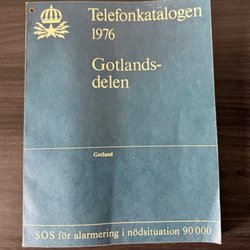 Telefonkatalogen
1976
Gotlands-
delen
Gotland
SOS för alarmering i nödsituation 90 000